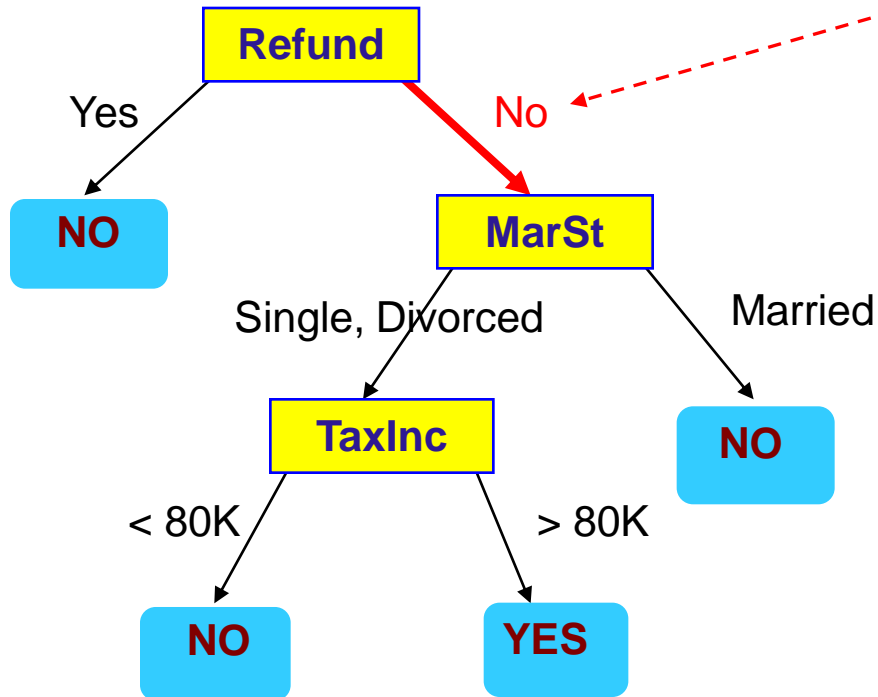 Refund
Yes
No
NO
MarSt
Single, Divorced
Married
TaxInc
NO
< 80K
> 80K
NO
YES